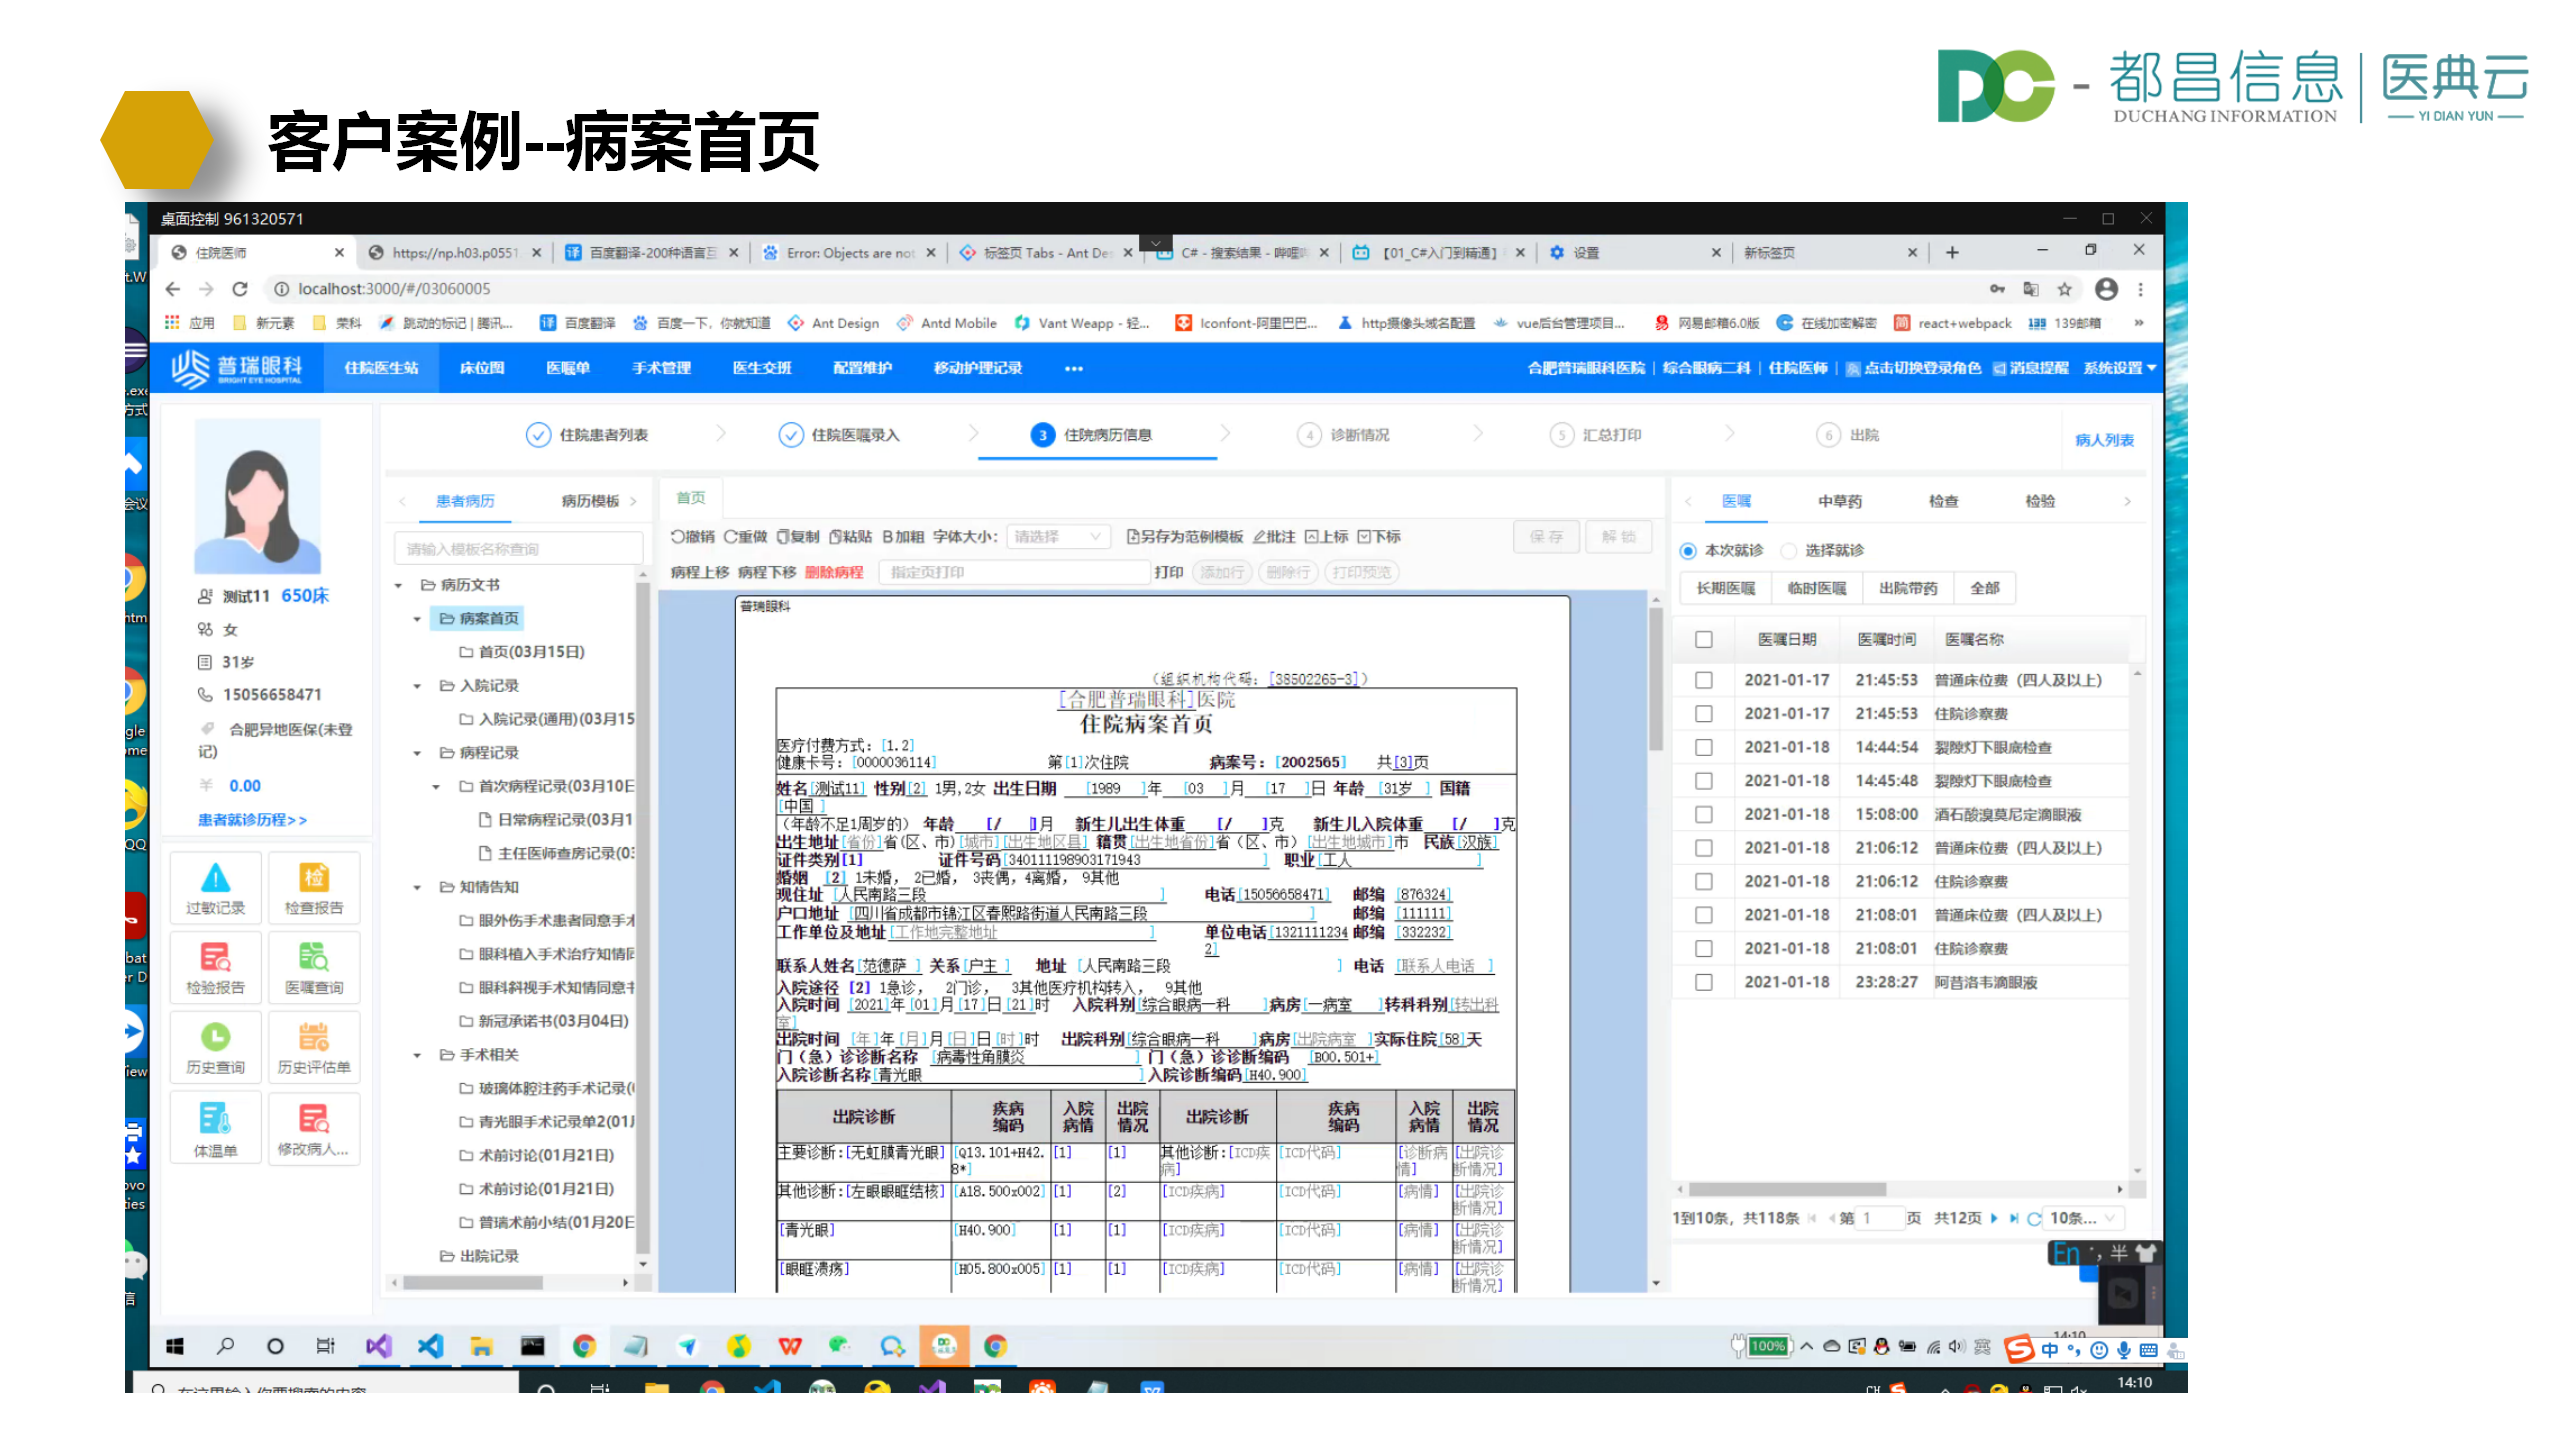 DC - 都昌信息 | 医典云
DUCHANG INFORMATION
YI DIAN YUN
客户案例--病案首页
桌面控制 961320571
住院医师
https://np.h03.p0551
百度翻译-200种语言互
Error: Objects are not
标签页 Tabs - Ant De
C# - 搜索结果 - 哔哩
【01_C#入门到精通】
设置
新标签页
localhost:3000/#/03060005
应用
新元素
荣科
跳动的标记 | 腾讯...
百度翻译
百度一下，你就知道
Ant Design
Antd Mobile
Vant Weapp - 轻...
Iconfont-阿里巴巴...
http摄像头域名配置
vue后台管理项目...
网易邮箱6.0版
在线加密解密
react+webpack
139邮箱
普瑞眼科
BRIGHT EYE HOSPITAL
住院医生站
床位图
医嘱单
手术管理
医生交班
配置维护
移动护理记录
合肥普瑞眼科医院 | 综合眼病二科 | 住院医师 | 点击切换登录角色 消息提醒 系统设置
住院患者列表
住院医嘱录入
3 住院病历信息
4 诊断情况
5 汇总打印
6 出院
病人列表
测试11 650床
女
31岁
15056658471
合肥异地医保(未登
记)
0.00
患者就诊历程>>
过敏记录
检查报告
检验报告
医嘱查询
历史查询
历史评估单
体温单
修改病人...
患者病历
病历模板
请输入模板名称查询
病历文书
病案首页
首页(03月15日)
入院记录
入院记录(通用)(03月15
病程记录
首次病程记录(03月10日
日常病程记录(03月1
主任医师查房记录(03
知情告知
眼外伤手术患者同意手术
眼科植入手术治疗知情同
眼科斜视手术知情同意书
新冠承诺书(03月04日)
手术相关
玻璃体腔注药手术记录(
青光眼手术记录单2(01月
术前讨论(01月21日)
术前讨论(01月21日)
普瑞术前小结(01月20日
出院记录
首页
撤销 重做 复制 粘贴 B加粗 字体大小: 请选择 另存为范例模板 批注 上标 下标
保存
解锁
病程上移 病程下移 删除病程 指定页打印 打印 添加行 删除行 打印预览
普瑞眼科
（组织机构代码：[38502265-3]）
[合肥普瑞眼科]医院
住院病案首页
医疗付费方式：[1.2]
健康卡号：[0000036114] 第[1]次住院 病案号：[2002565] 共[3]页
姓名[测试11] 性别[2] 1男,2女 出生日期 [1989 ]年 [03 ]月 [17 ]日 年龄 [31岁 ] 国籍
[中国 ]
（年龄不足1周岁的） 年龄 [/ ]月 新生儿出生体重 [/ ]克 新生儿入院体重 [/ ]克
出生地址[省份]省(区、市)[城市][出生地区县] 籍贯[出生地省份]省（区、市）[出生地城市]市 民族[汉族]
证件类别[1] 证件号码[340111198903171943 ] 职业[工人 ]
婚姻 [2] 1未婚， 2已婚， 3丧偶，4离婚， 9其他
现住址 [人民南路三段 ] 电话[15056658471] 邮编 [876324]
户口地址 [四川省成都市锦江区春熙路街道人民南路三段 ] 邮编 [111111]
工作单位及地址[工作地完整地址 ] 单位电话[1321111234 邮编 [332232]
2]
联系人姓名[范德萨 ] 关系[户主 ] 地址 [人民南路三段 ] 电话 [联系人电话 ]
入院途径 [2] 1急诊， 2门诊， 3其他医疗机构转入， 9其他
入院时间 [2021]年[01]月[17]日[21]时 入院科别[综合眼病一科 ]病房[一病室 ]转科科别[转出科
室]
出院时间 [年]年[月]月[日]日[时]时 出院科别[综合眼病一科 ]病房[出院病室 ]实际住院[58]天
门（急）诊诊断名称 [病毒性角膜炎 ]门（急）诊诊断编码 [B00.501+]
入院诊断名称[青光眼 ]入院诊断编码[H40.900]
出院诊断 疾病编码 入院病情 出院情况 出院诊断 疾病编码 入院病情 出院情况
主要诊断:[无虹膜青光眼] [Q13.101+H42.8*] [1] [1] 其他诊断:[ICD疾病] [ICD代码] [诊断病情] [出院诊断情况]
其他诊断:[左眼眼眶结核] [A18.500x002] [1] [2] [ICD疾病] [ICD代码] [病情] [出院诊断情况]
[青光眼] [H40.900] [1] [1] [ICD疾病] [ICD代码] [病情] [出院诊断情况]
[眼眶溃疡] [H05.800x005] [1] [1] [ICD疾病] [ICD代码] [病情] [出院诊断情况]
医嘱
中草药
检查
检验
本次就诊 选择就诊
长期医嘱 临时医嘱 出院带药 全部
医嘱日期 医嘱时间 医嘱名称
2021-01-17 21:45:53 普通床位费（四人及以上）
2021-01-17 21:45:53 住院诊察费
2021-01-18 14:44:54 裂隙灯下眼底检查
2021-01-18 14:45:48 裂隙灯下眼底检查
2021-01-18 15:08:00 酒石酸溴莫尼定滴眼液
2021-01-18 21:06:12 普通床位费（四人及以上）
2021-01-18 21:06:12 住院诊察费
2021-01-18 21:08:01 普通床位费（四人及以上）
2021-01-18 21:08:01 住院诊察费
2021-01-18 23:28:27 阿昔洛韦滴眼液
1到10条，共118条 第 1 页 共12页 10条...
En 半
100%
中
14:10
14:10